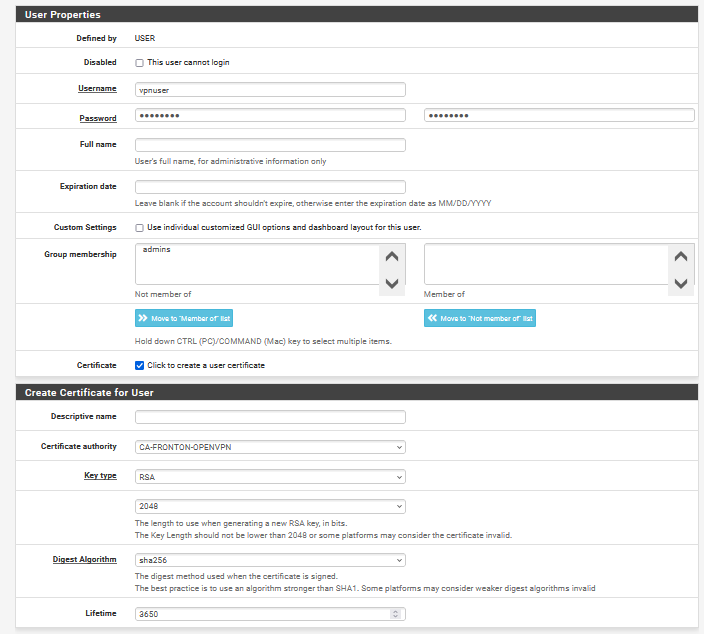 User Properties
Defined by USER
Disabled This user cannot login
Username vpnuser
Password •••••••• ••••••••
Full name
User's full name, for administrative information only
Expiration date
Leave blank if the account shouldn't expire, otherwise enter the expiration date as MM/DD/YYYY
Custom Settings Use individual customized GUI options and dashboard layout for this user.
Group membership admins
Not member of Member of
Move to "Member of" list Move to "Not member of" list
Hold down CTRL (PC)/COMMAND (Mac) key to select multiple items.
Certificate Click to create a user certificate
Create Certificate for User
Descriptive name
Certificate authority CA-FRONTON-OPENVPN
Key type RSA
2048
The length to use when generating a new RSA key, in bits.
The Key Length should not be lower than 2048 or some platforms may consider the certificate invalid.
Digest Algorithm sha256
The digest method used when the certificate is signed.
The best practice is to use an algorithm stronger than SHA1. Some platforms may consider weaker digest algorithms invalid
Lifetime 3650